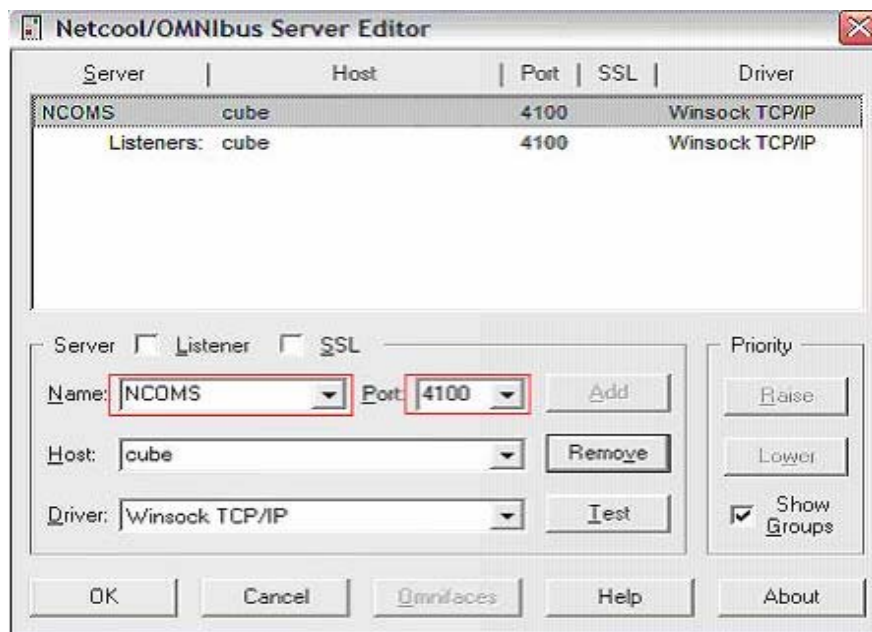 Netcool/OMNIbus Server Editor
Server | Host | Port | SSL | Driver
NCOMS cube 4100 Winsock TCP/IP
Listeners: cube 4100 Winsock TCP/IP
Server Listener SSL Priority
Name: NCOMS Port: 4100 Add Raise
Host: cube Remove Lower
Driver: Winsock TCP/IP Test Show Groups
OK Cancel Omnifaces Help About